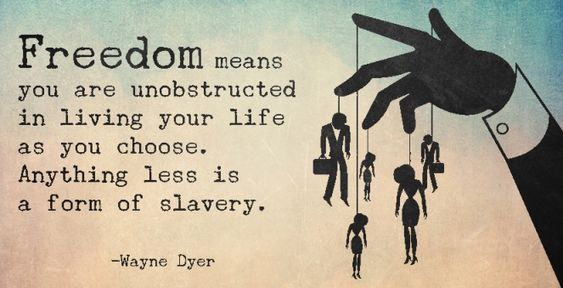 Freedom means
you are unobstructed
in living your life
as you choose.
Anything less is
a form of slavery.
-Wayne Dyer